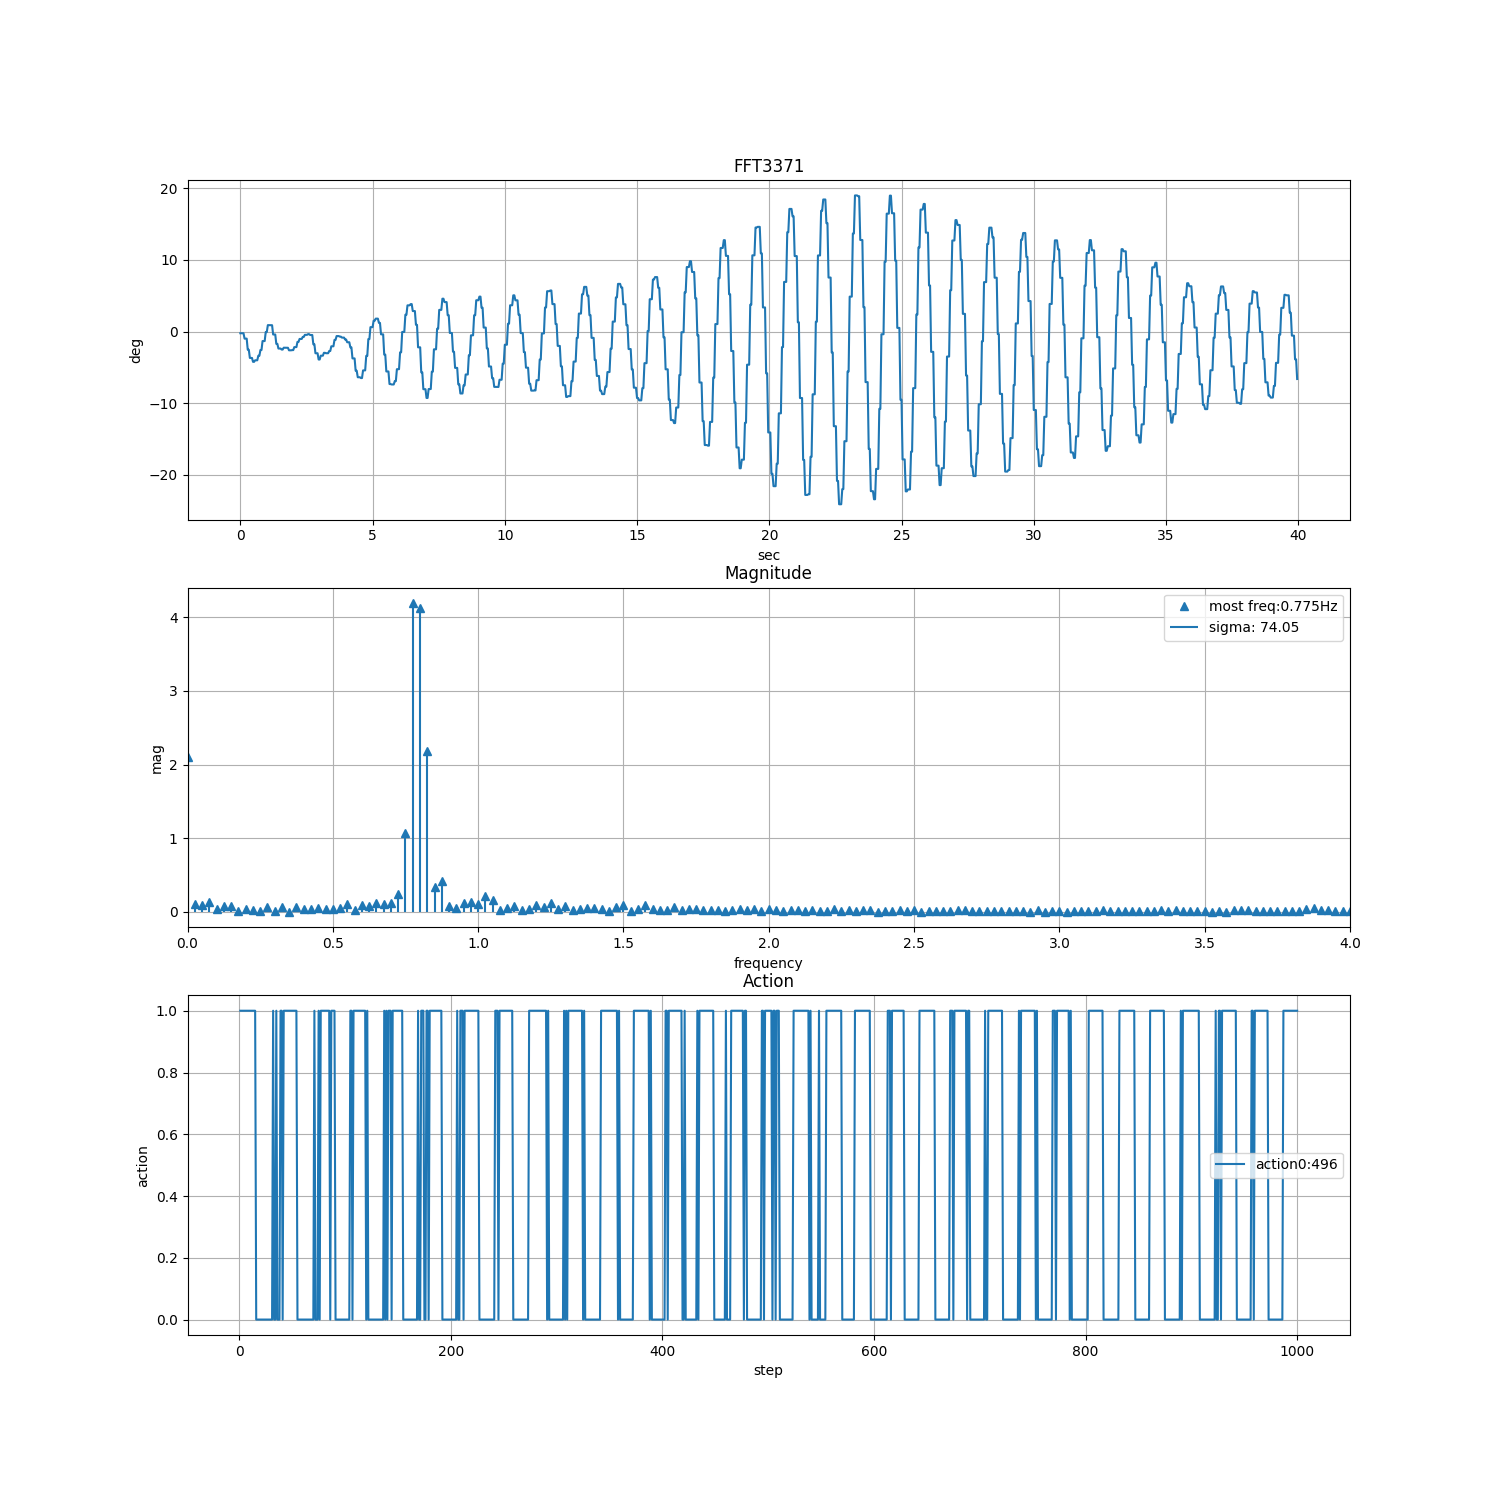 FFT3371
20
10
0
−10
−20
deg
0 5 10 15 20 25 30 35 40
sec
Magnitude
4
3
2
1
0
mag
most freq:0.775Hz
sigma: 74.05
0.0 0.5 1.0 1.5 2.0 2.5 3.0 3.5 4.0
frequency
Action
1.0
0.8
0.6
0.4
0.2
0.0
action
action0:496
0 200 400 600 800 1000
step